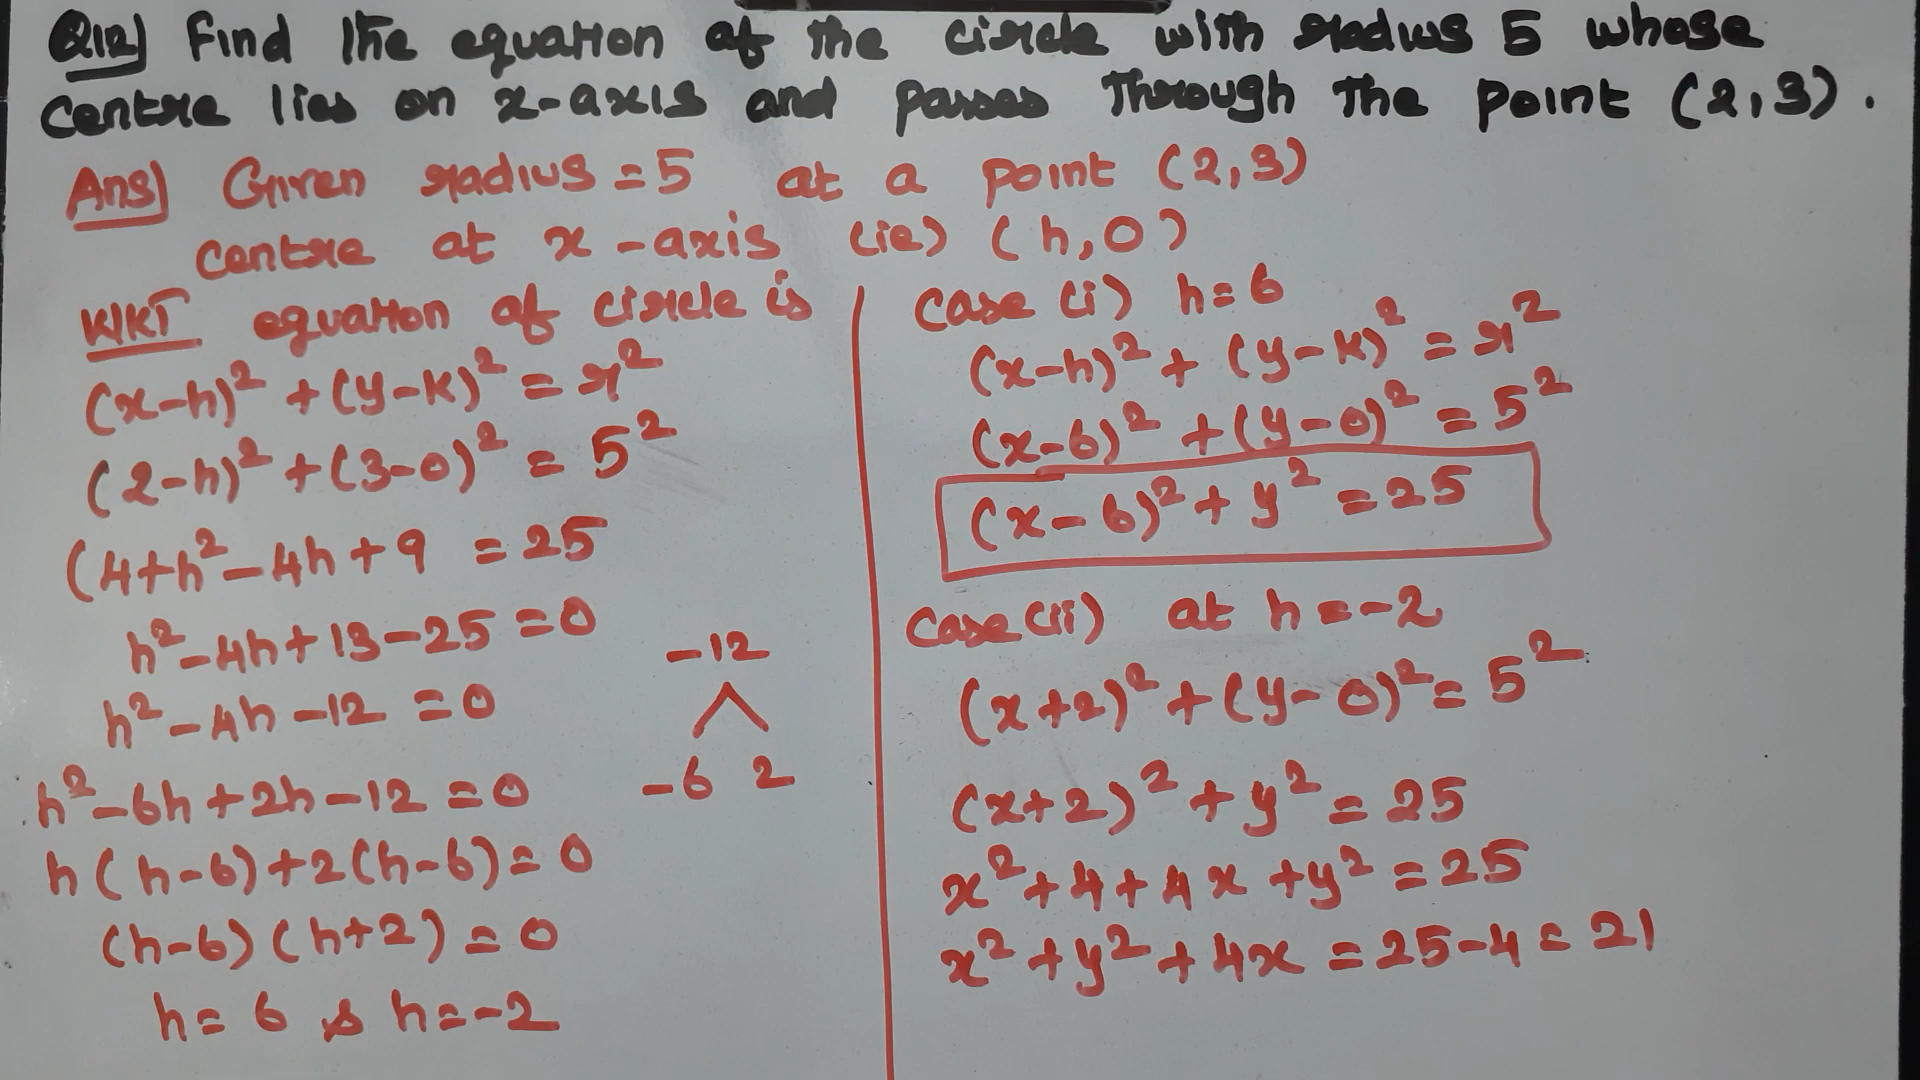 Q12) Find the equation of the circle with radius 5 whose
centre lies on x-axis and passes through the point (2,3).
Ans) Given radius = 5 at a point (2,3)
centre at x-axis (ie) (h,0)
WKT equation of circle is
(x-h)² + (y-k)² = r²
(2-h)² + (3-0)² = 5²
(4+h²-4h+9 = 25
h²-4h+13-25=0
h²-4h-12=0
-12
-6 2
h²-6h+2h-12=0
h(h-6)+2(h-6)=0
(h-6)(h+2)=0
h=6 & h=-2
Case (i) h=6
(x-h)² + (y-k)² = r²
(x-6)² + (y-0)² = 5²
(x-6)² + y² = 25
Case (ii) at h=-2
(x+2)² + (y-0)² = 5²
(x+2)² + y² = 25
x²+4+4x+y² = 25
x²+y²+4x = 25-4 = 21